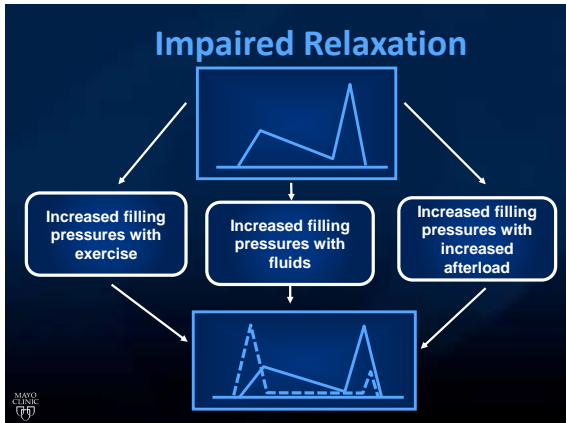 Impaired Relaxation
Increased filling
pressures with
exercise
Increased filling
pressures with
fluids
Increased filling
pressures with
increased
afterload
MAYO
CLINIC